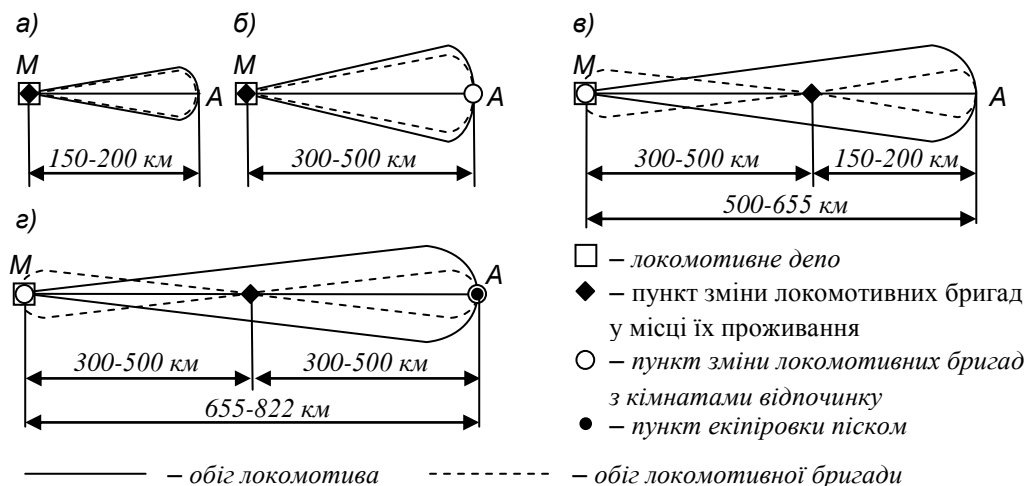 а)
б)
в)
М
А
М
А
М
А
150-200 км
300-500 км
300-500 км
150-200 км
500-655 км
г)
М
А
300-500 км
300-500 км
655-822 км
– локомотивне депо
– пункт зміни локомотивних бригад
у місці їх проживання
– пункт зміни локомотивних бригад
з кімнатами відпочинку
– пункт екіпіровки піском
– обіг локомотива
– обіг локомотивної бригади